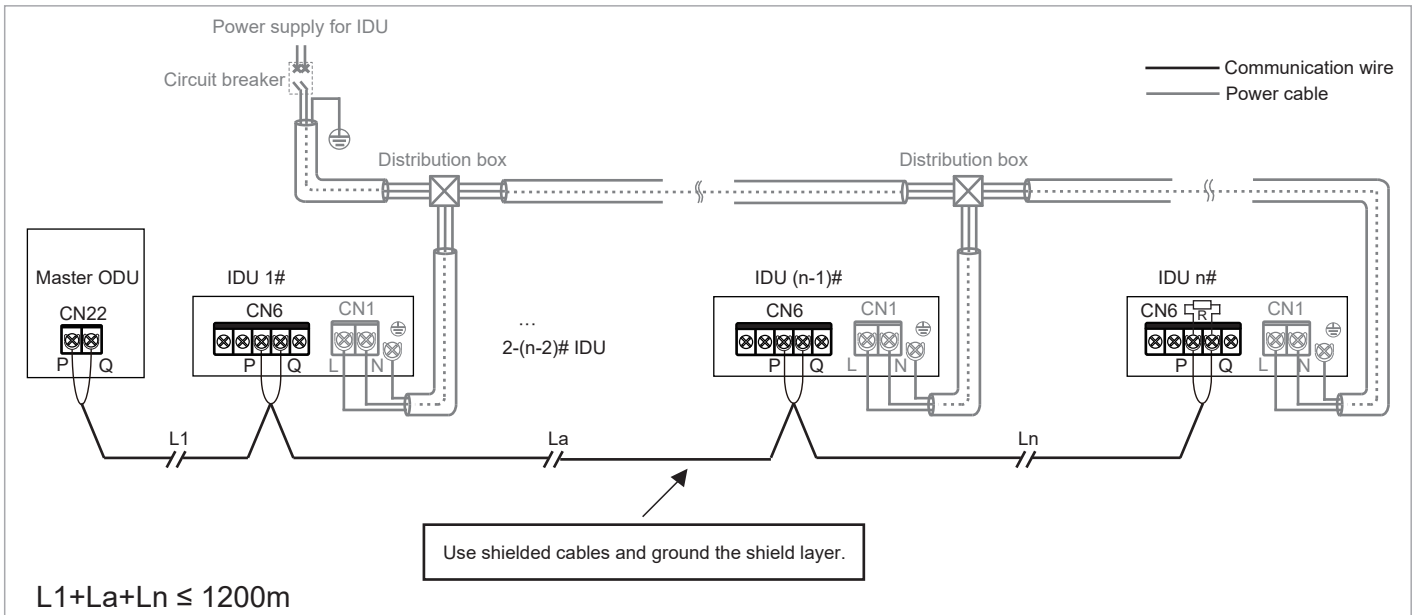 Power supply for IDU
Circuit breaker
Communication wire
Power cable
Distribution box
Distribution box
Master ODU
CN22
P Q
IDU 1#
CN6
CN1
P Q
L N
...
2-(n-2)# IDU
IDU (n-1)#
CN6
CN1
P Q
L N
IDU n#
CN6
R
CN1
P Q
L N
L1
La
Ln
Use shielded cables and ground the shield layer.
L1+La+Ln ≤ 1200m